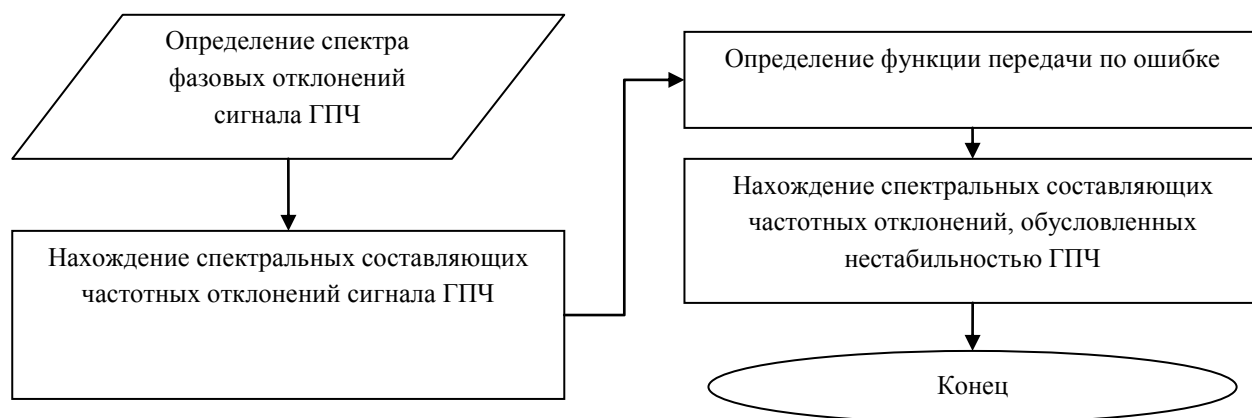 Определение спектра
фазовых отклонений
сигнала ГПЧ
Нахождение спектральных составляющих
частотных отклонений сигнала ГПЧ
Определение функции передачи по ошибке
Нахождение спектральных составляющих
частотных отклонений, обусловленных
нестабильностью ГПЧ
Конец